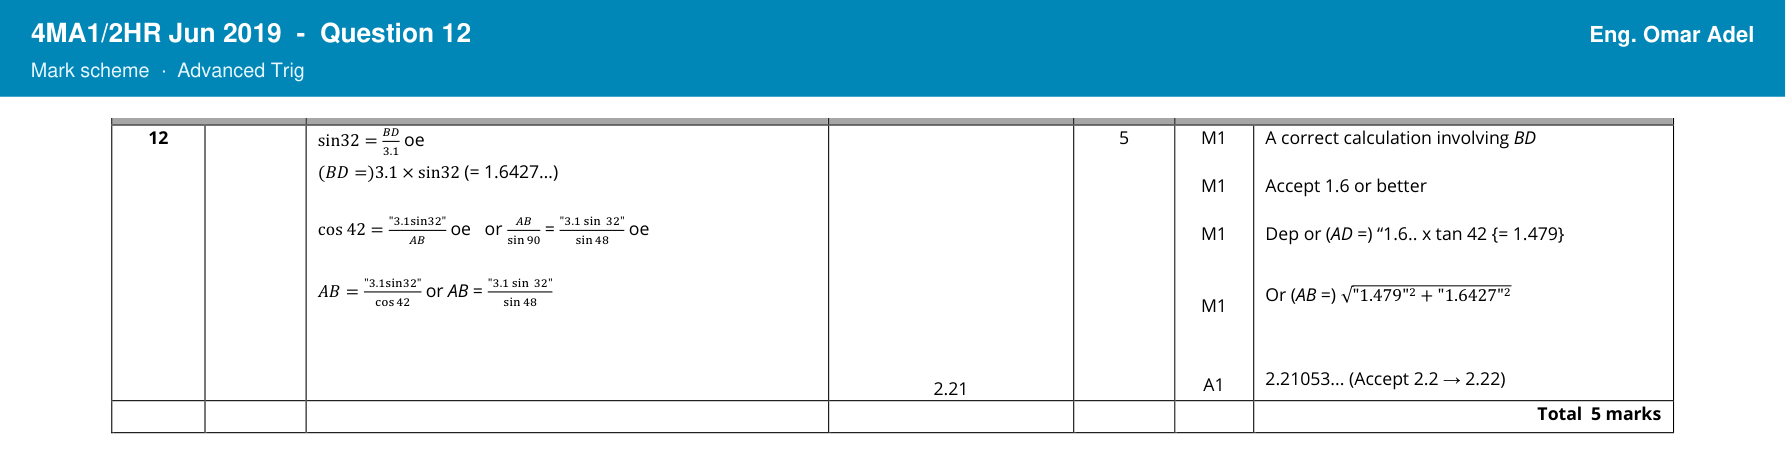 4MA1/2HR Jun 2019 - Question 12
Eng. Omar Adel
Mark scheme · Advanced Trig
12 sin32 = BD/3.1 oe 5 M1 A correct calculation involving BD
(BD =)3.1 × sin32 (= 1.6427...) M1 Accept 1.6 or better
cos 42 = "3.1sin32"/AB oe or AB/sin 90 = "3.1 sin 32"/sin 48 oe M1 Dep or (AD =) “1.6.. x tan 42 {= 1.479}
AB = "3.1sin32"/cos 42 or AB = "3.1 sin 32"/sin 48 M1 Or (AB =) √"1.479"² + "1.6427"²
2.21 A1 2.21053... (Accept 2.2 → 2.22)
Total 5 marks